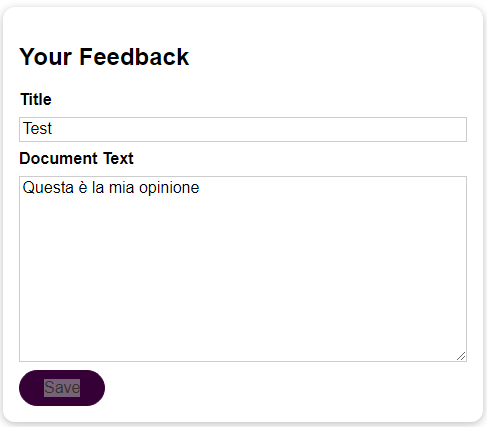 Your Feedback
Title
Test
Document Text
Questa è la mia opinione
Save